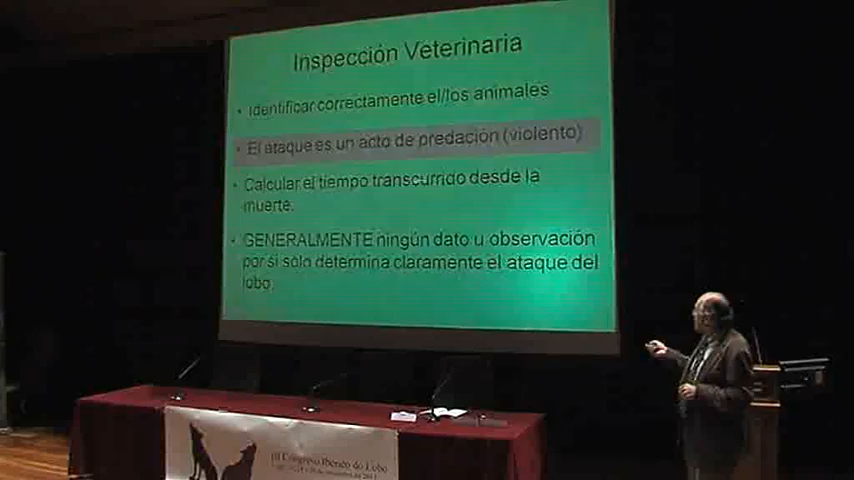 Inspección Veterinaria
• Identificar correctamente el/los animales
• El ataque es un acto de predación (violento)
• Calcular el tiempo transcurrido desde la
muerte.
• GENERALMENTE ningún dato u observación
por si solo determina claramente el ataque del
lobo.
III Congreso Ibérico do Lobo